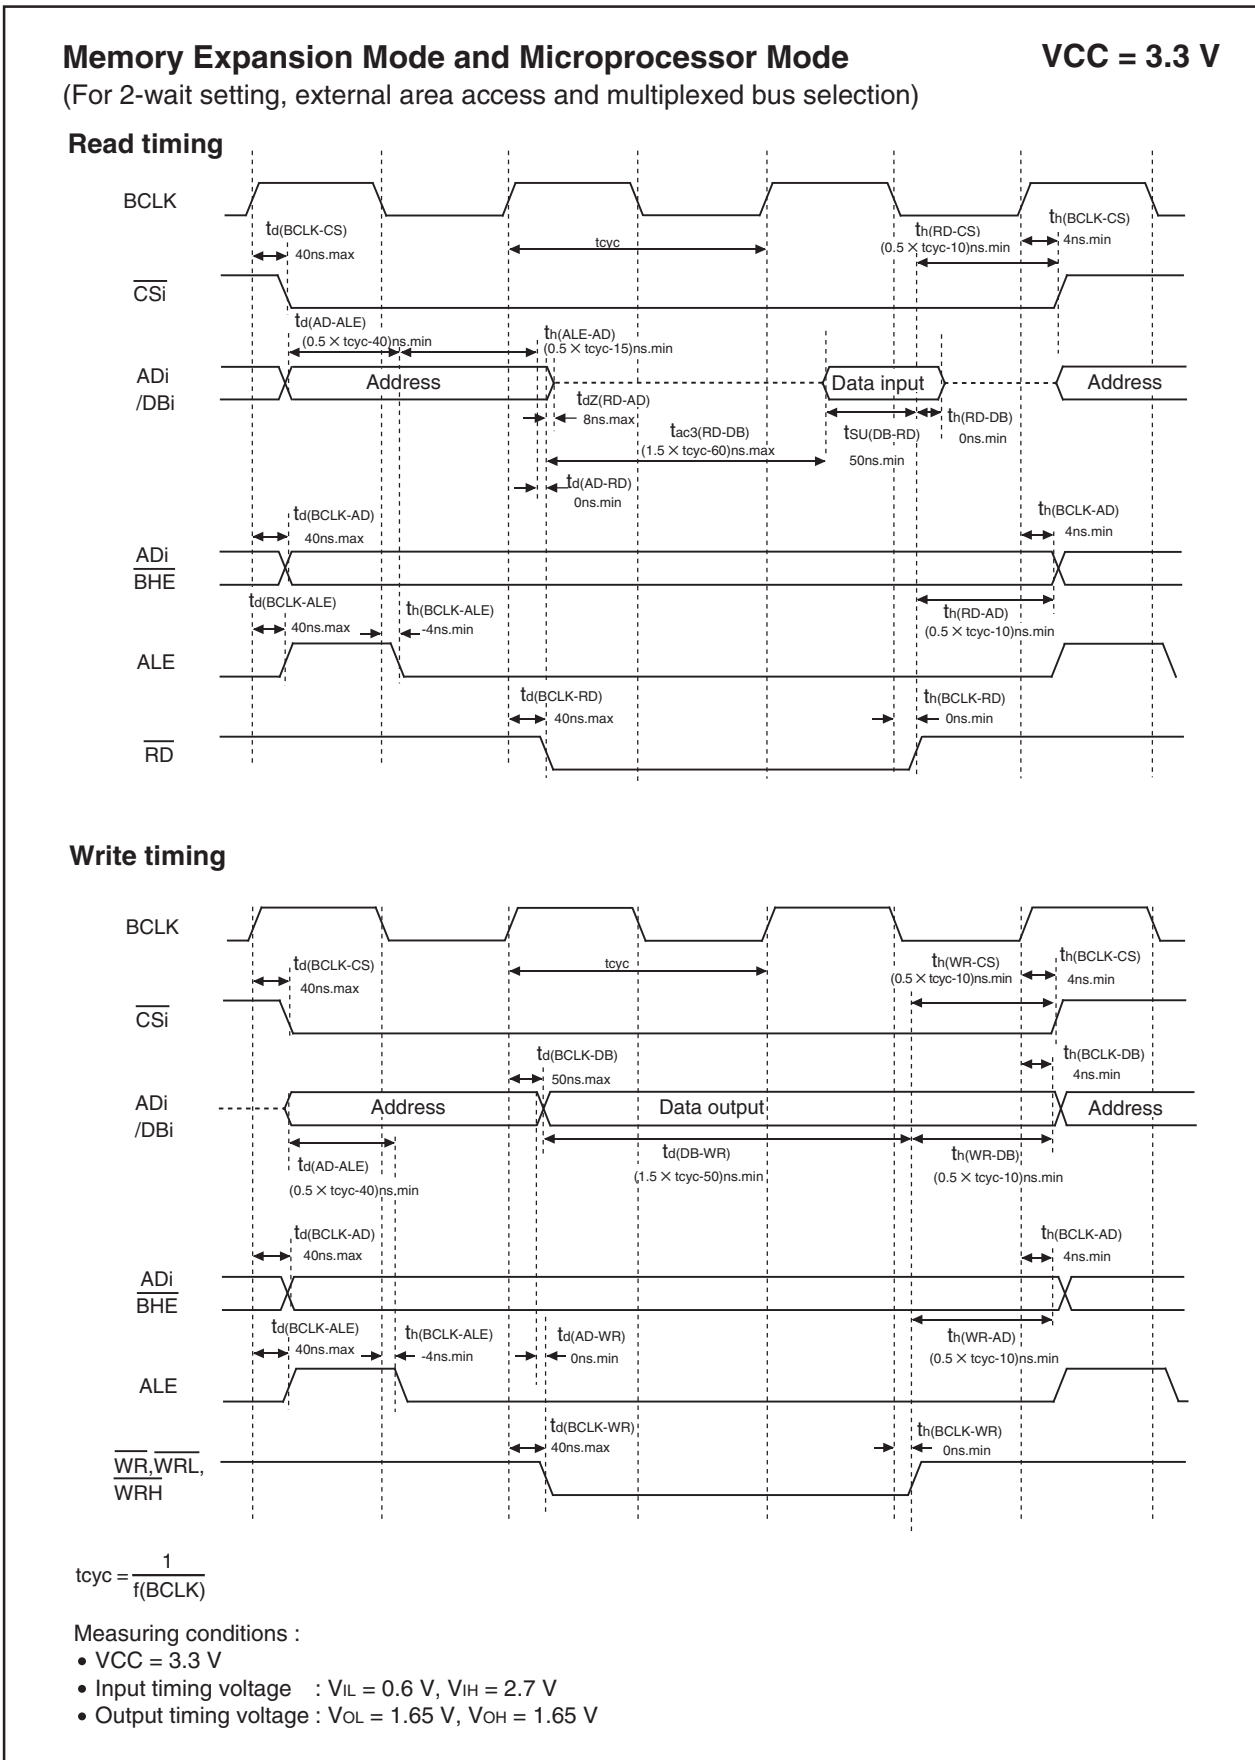 Memory Expansion Mode and Microprocessor Mode VCC = 3.3 V
(For 2-wait setting, external area access and multiplexed bus selection)
Read timing
BCLK
td(BCLK-CS)
40ns.max
tcyc
th(RD-CS)
(0.5 × tcyc-10)ns.min
th(BCLK-CS)
4ns.min
CSi
td(AD-ALE)
(0.5 × tcyc-40)ns.min
th(ALE-AD)
(0.5 × tcyc-15)ns.min
ADi
/DBi
Address
Data input
Address
tdZ(RD-AD)
8ns.max
tac3(RD-DB)
(1.5 × tcyc-60)ns.max
tSU(DB-RD)
50ns.min
th(RD-DB)
0ns.min
td(AD-RD)
0ns.min
td(BCLK-AD)
40ns.max
th(BCLK-AD)
4ns.min
ADi
BHE
td(BCLK-ALE)
40ns.max
th(BCLK-ALE)
-4ns.min
th(RD-AD)
(0.5 × tcyc-10)ns.min
ALE
td(BCLK-RD)
40ns.max
th(BCLK-RD)
0ns.min
RD
Write timing
BCLK
td(BCLK-CS)
40ns.max
tcyc
th(WR-CS)
(0.5 × tcyc-10)ns.min
th(BCLK-CS)
4ns.min
CSi
td(BCLK-DB)
50ns.max
th(BCLK-DB)
4ns.min
ADi
/DBi
Address
Data output
Address
td(AD-ALE)
(0.5 × tcyc-40)ns.min
td(DB-WR)
(1.5 × tcyc-50)ns.min
th(WR-DB)
(0.5 × tcyc-10)ns.min
td(BCLK-AD)
40ns.max
th(BCLK-AD)
4ns.min
ADi
BHE
td(BCLK-ALE)
40ns.max
th(BCLK-ALE)
-4ns.min
td(AD-WR)
0ns.min
th(WR-AD)
(0.5 × tcyc-10)ns.min
ALE
td(BCLK-WR)
40ns.max
th(BCLK-WR)
0ns.min
WR,WRL,
WRH
tcyc = 1
f(BCLK)
Measuring conditions :
• VCC = 3.3 V
• Input timing voltage : VIL = 0.6 V, VIH = 2.7 V
• Output timing voltage : VOL = 1.65 V, VOH = 1.65 V